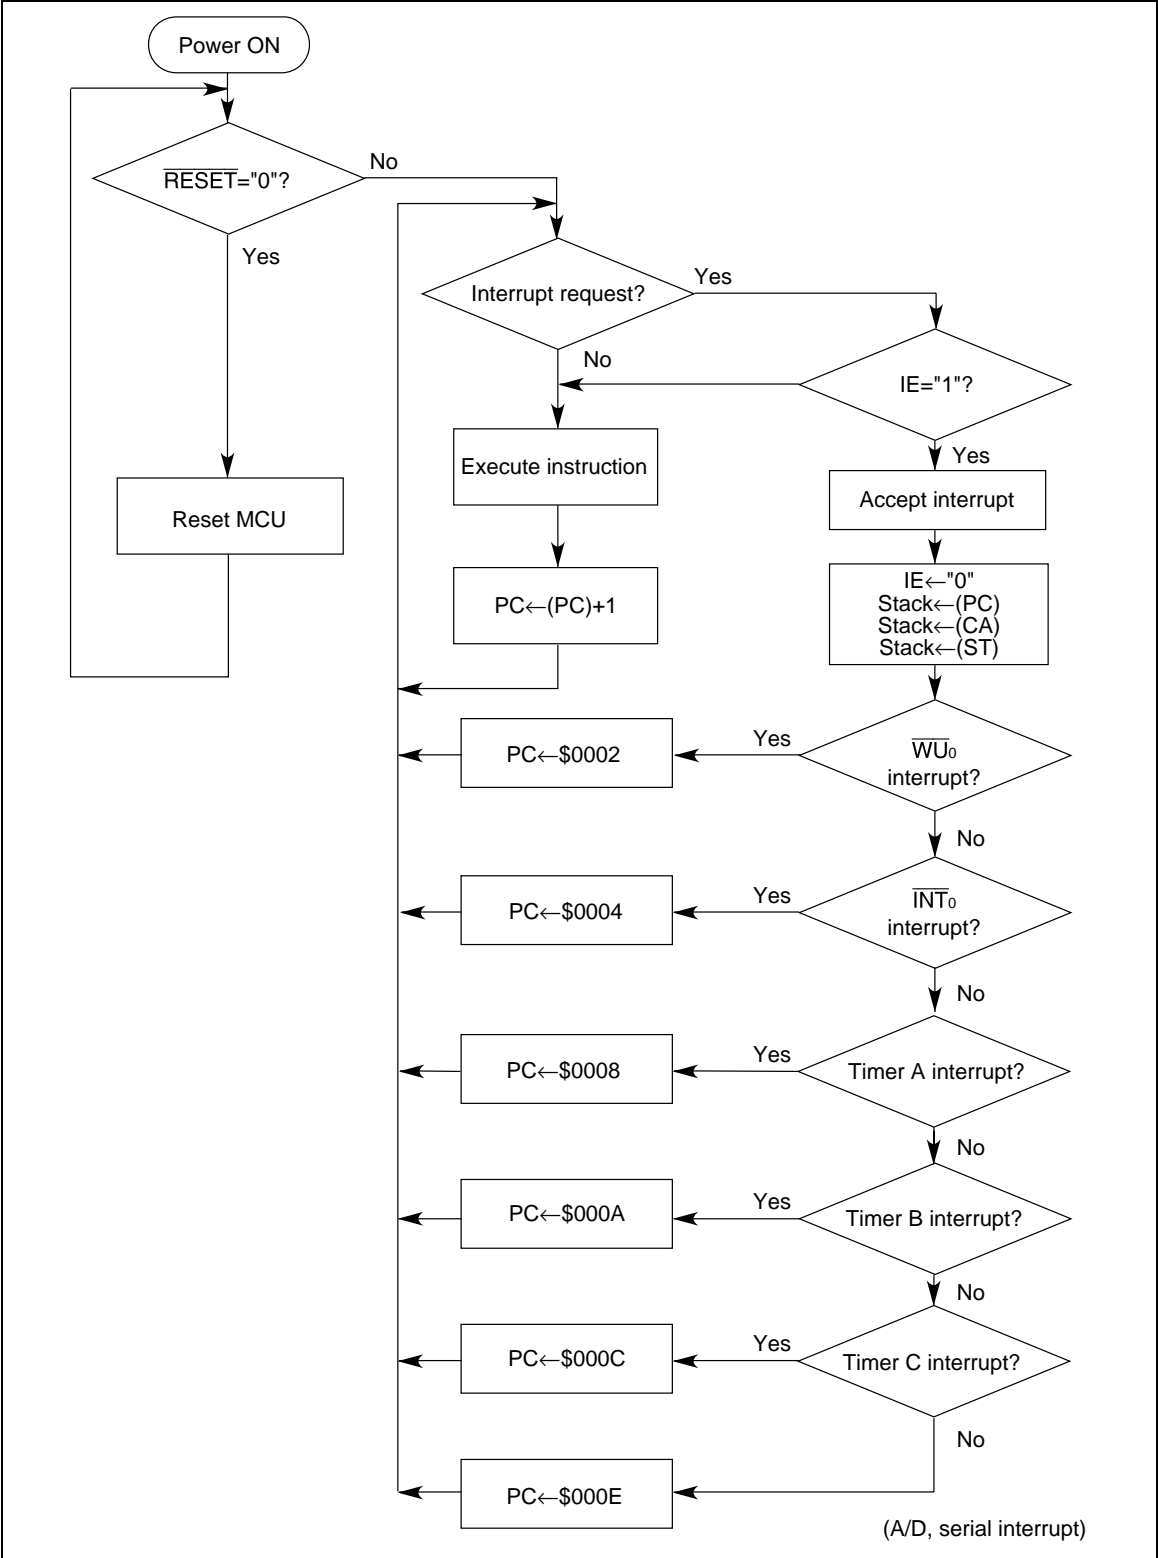 Power ON
RESET="0"?
No
Yes
Interrupt request?
Yes
No
IE="1"?
Yes
Execute instruction
Accept interrupt
Reset MCU
PC←(PC)+1
IE←"0"
Stack←(PC)
Stack←(CA)
Stack←(ST)
PC←$0002
Yes
WU0
interrupt?
No
PC←$0004
Yes
INT0
interrupt?
No
PC←$0008
Yes
Timer A interrupt?
No
PC←$000A
Yes
Timer B interrupt?
No
PC←$000C
Yes
Timer C interrupt?
No
PC←$000E
(A/D, serial interrupt)